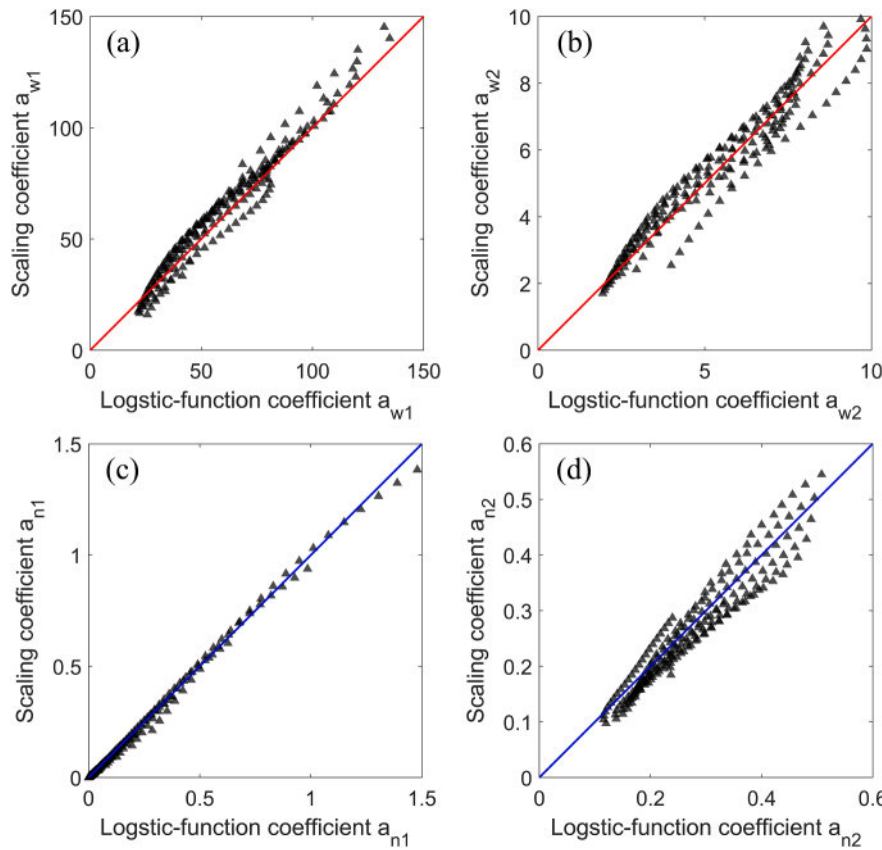 (a)
150
100
50
0
0 50 100 150
Scaling coefficient a_w1
Logstic-function coefficient a_w1
(b)
10
8
6
4
2
0
0 5 10
Scaling coefficient a_w2
Logstic-function coefficient a_w2
(c)
1.5
1
0.5
0
0 0.5 1 1.5
Scaling coefficient a_n1
Logstic-function coefficient a_n1
(d)
0.6
0.5
0.4
0.3
0.2
0.1
0
0 0.2 0.4 0.6
Scaling coefficient a_n2
Logstic-function coefficient a_n2